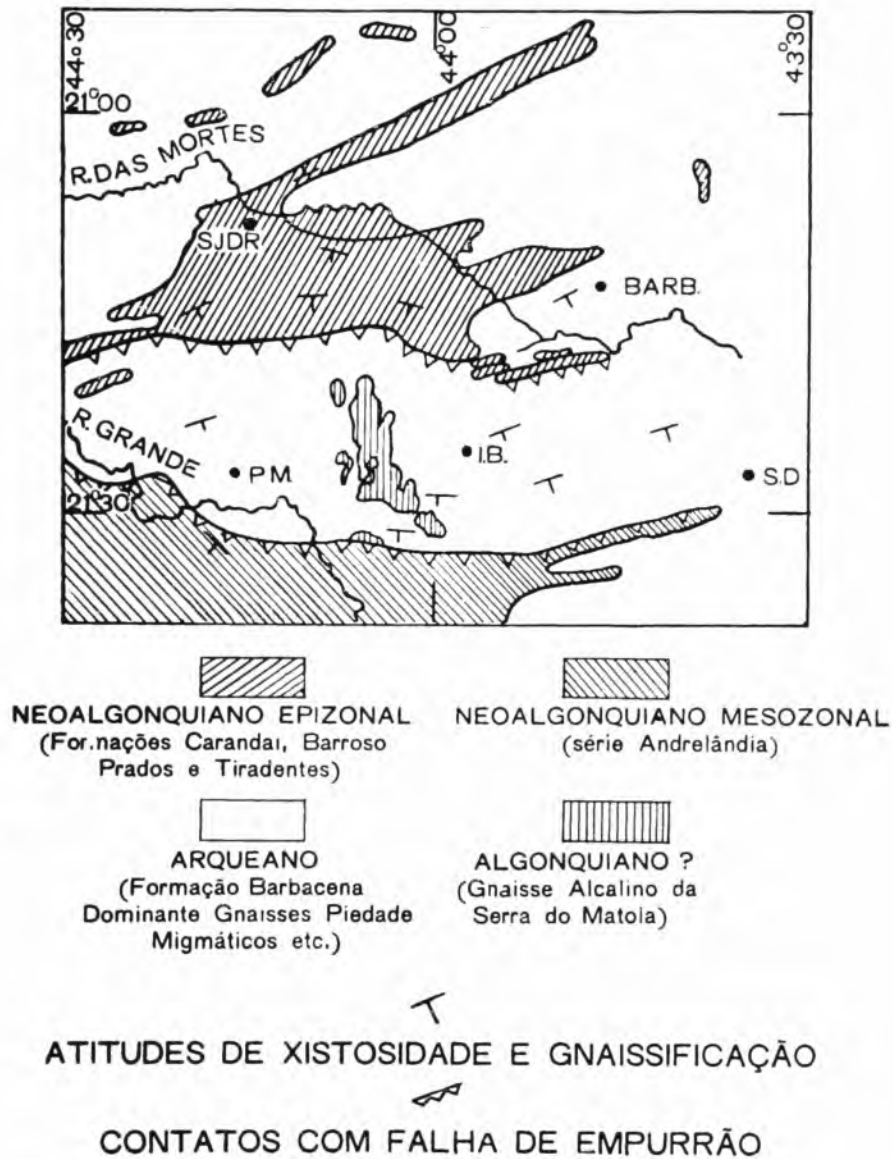 44°30
44°00
43°30
21°00
R. DAS MORTES
SJDR
BARB.
R. GRANDE
P.M.
I.B.
S.D
21°30
NEOALGONQUIANO EPIZONAL
(For.nações Carandaı, Barroso
Prados e Tiradentes)
NEOALGONQUIANO MESOZONAL
(série Andrelândia)
ARQUEANO
(Formação Barbacena
Dominante Gnaısses Piedade
Migmáticos etc.)
ALGONQUIANO ?
(Gnaisse Alcalino da
Serra do Matola)
ATITUDES DE XISTOSIDADE E GNAISSIFICAÇÃO
CONTATOS COM FALHA DE EMPURRÃO